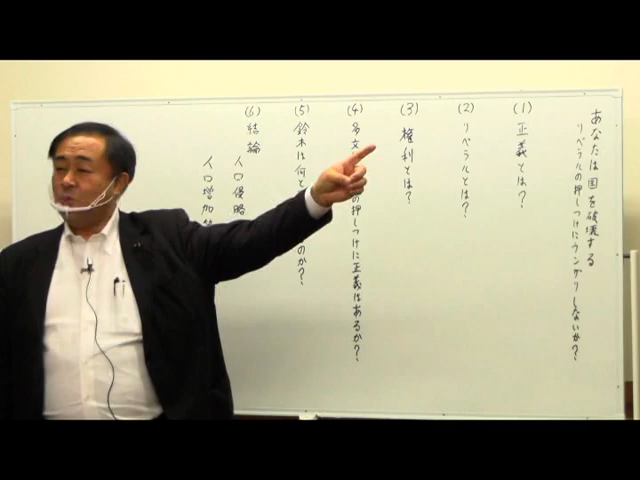 あなたは国を破壊する
リベラルの押しつけにウンザリしないか?
(1) 正義とは?
(2) リベラルとは?
(3) 権利とは?
(4) 多文 の押しつけに正義はあるか?
(5) 鈴木は何と のか?
(6) 結論
人口侵略
人口増加